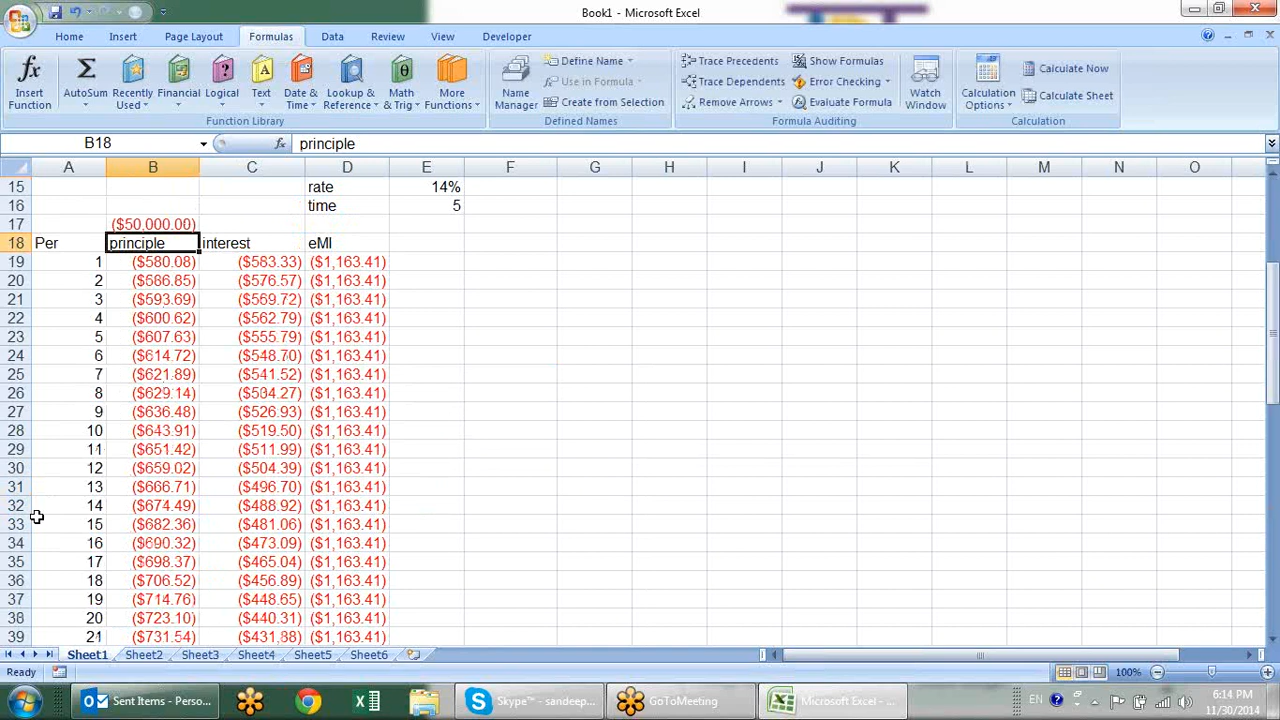 Book1 - Microsoft Excel
Home Insert Page Layout Formulas Data Review View Developer
Insert Function
AutoSum
Recently Used
Financial
Logical
Text
Date & Time
Lookup & Reference
Math & Trig
More Functions
Function Library
Name Manager
Define Name
Use in Formula
Create from Selection
Defined Names
Trace Precedents
Trace Dependents
Remove Arrows
Show Formulas
Error Checking
Evaluate Formula
Formula Auditing
Watch Window
Calculation Options
Calculate Now
Calculate Sheet
Calculation
B18 fx principle
A B C D E F G H I J K L M N O
15 rate 14%
16 time 5
17 ($50,000.00)
18 Per principle interest eMI
19 1 ($580.08) ($583.33) ($1,163.41)
20 2 ($586.85) ($576.57) ($1,163.41)
21 3 ($593.69) ($569.72) ($1,163.41)
22 4 ($600.62) ($562.79) ($1,163.41)
23 5 ($607.63) ($555.79) ($1,163.41)
24 6 ($614.72) ($548.70) ($1,163.41)
25 7 ($621.89) ($541.52) ($1,163.41)
26 8 ($629.14) ($534.27) ($1,163.41)
27 9 ($636.48) ($526.93) ($1,163.41)
28 10 ($643.91) ($519.50) ($1,163.41)
29 11 ($651.42) ($511.99) ($1,163.41)
30 12 ($659.02) ($504.39) ($1,163.41)
31 13 ($666.71) ($496.70) ($1,163.41)
32 14 ($674.49) ($488.92) ($1,163.41)
33 15 ($682.36) ($481.06) ($1,163.41)
34 16 ($690.32) ($473.09) ($1,163.41)
35 17 ($698.37) ($465.04) ($1,163.41)
36 18 ($706.52) ($456.89) ($1,163.41)
37 19 ($714.76) ($448.65) ($1,163.41)
38 20 ($723.10) ($440.31) ($1,163.41)
39 21 ($731.54) ($431.88) ($1,163.41)
Sheet1 Sheet2 Sheet3 Sheet4 Sheet5 Sheet6
Ready 100%
Sent Items - Perso... Skype™ - sandeep... GoToMeeting Microsoft Excel - ... EN 6:14 PM
11/30/2014